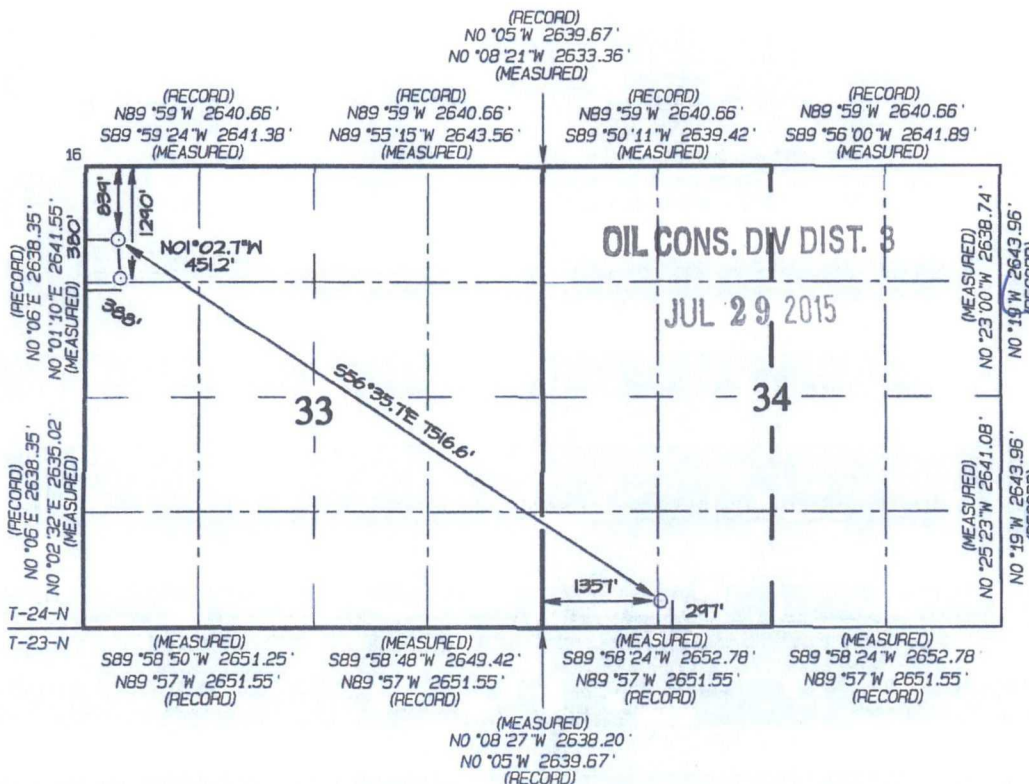 (RECORD)
N0°05'W 2639.67'
N0°08'21"W 2633.36'
(MEASURED)
(RECORD)
N89°59'W 2640.66'
S89°59'24"W 2641.38'
(MEASURED)
(RECORD)
N89°59'W 2640.66'
N89°55'15"W 2643.56'
(MEASURED)
(RECORD)
N89°59'W 2640.66'
S89°50'11"W 2639.42'
(MEASURED)
(RECORD)
N89°59'W 2640.66'
S89°56'00"W 2641.89'
(MEASURED)
16
(RECORD)
N0°06'E 2638.35'
N0°01'10"E 2641.55'
(MEASURED)
380'
839'
1290'
N01°02.7'W
451.2'
388'
OIL CONS. DIV DIST. 3
JUL 29 2015
(MEASURED)
N0°23'00"W 2638.74'
N0°19'W 2643.96'
(RECORD)
S56°35.7'E 7516.6'
33
34
(RECORD)
N0°06'E 2638.35'
N0°02'32"E 2635.02'
(MEASURED)
(MEASURED)
N0°25'23"W 2641.08'
N0°19'W 2643.96'
(RECORD)
1357'
297'
T-24-N
T-23-N
(MEASURED)
S89°58'50"W 2651.25'
N89°57'W 2651.55'
(RECORD)
(MEASURED)
S89°58'48"W 2649.42'
N89°57'W 2651.55'
(RECORD)
(MEASURED)
S89°58'24"W 2652.78'
N89°57'W 2651.55'
(RECORD)
(MEASURED)
S89°58'24"W 2652.78'
N89°57'W 2651.55'
(RECORD)
(MEASURED)
N0°08'27"W 2638.20'
N0°05'W 2639.67'
(RECORD)